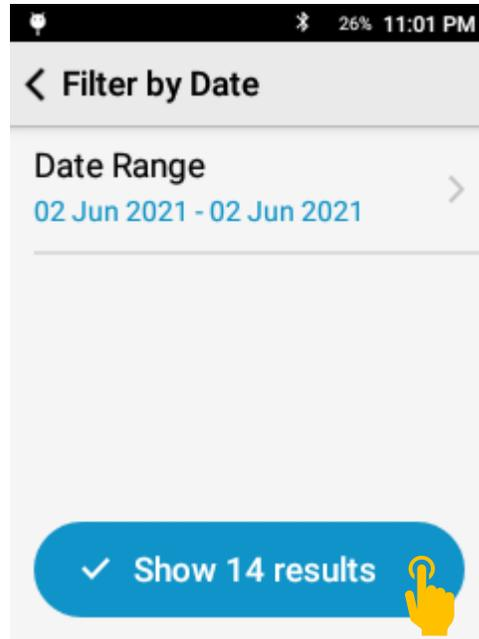 26% 11:01 PM
Filter by Date
Date Range
02 Jun 2021 - 02 Jun 2021
Show 14 results